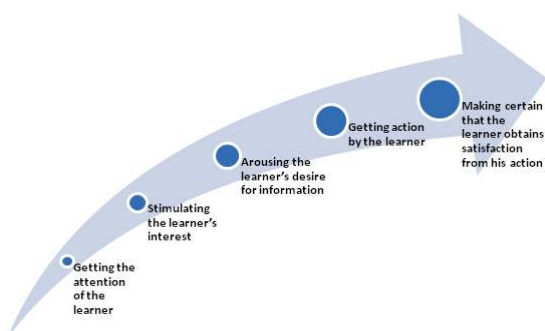 Getting the
attention
of the
learner
Stimulating
the learner's
interest
Arousing the
learner's desire
for information
Getting action
by the learner
Making certain
that the
learner obtains
satisfaction
from his action